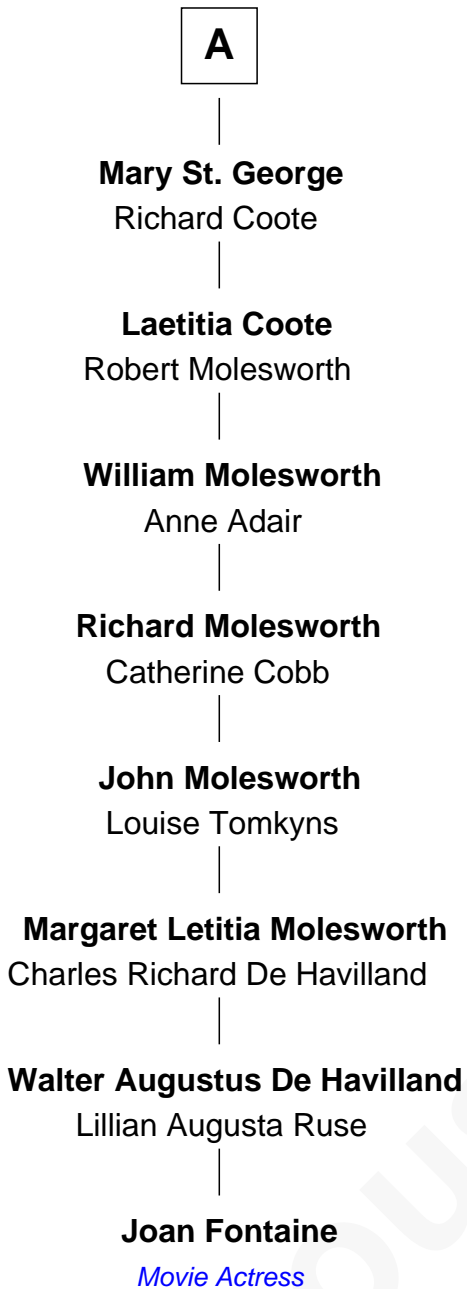 A
Mary St. George
Richard Coote
Laetitia Coote
Robert Molesworth
William Molesworth
Anne Adair
Richard Molesworth
Catherine Cobb
John Molesworth
Louise Tomkyns
Margaret Letitia Molesworth
Charles Richard De Havilland
Walter Augustus De Havilland
Lillian Augusta Ruse
Joan Fontaine
Movie Actress